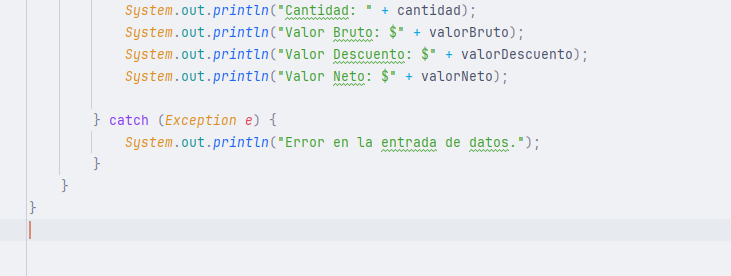 System.out.println("Cantidad: " + cantidad);
System.out.println("Valor Bruto: $" + valorBruto);
System.out.println("Valor Descuento: $" + valorDescuento);
System.out.println("Valor Neto: $" + valorNeto);
} catch (Exception e) {
System.out.println("Error en la entrada de datos.");
}
}
}